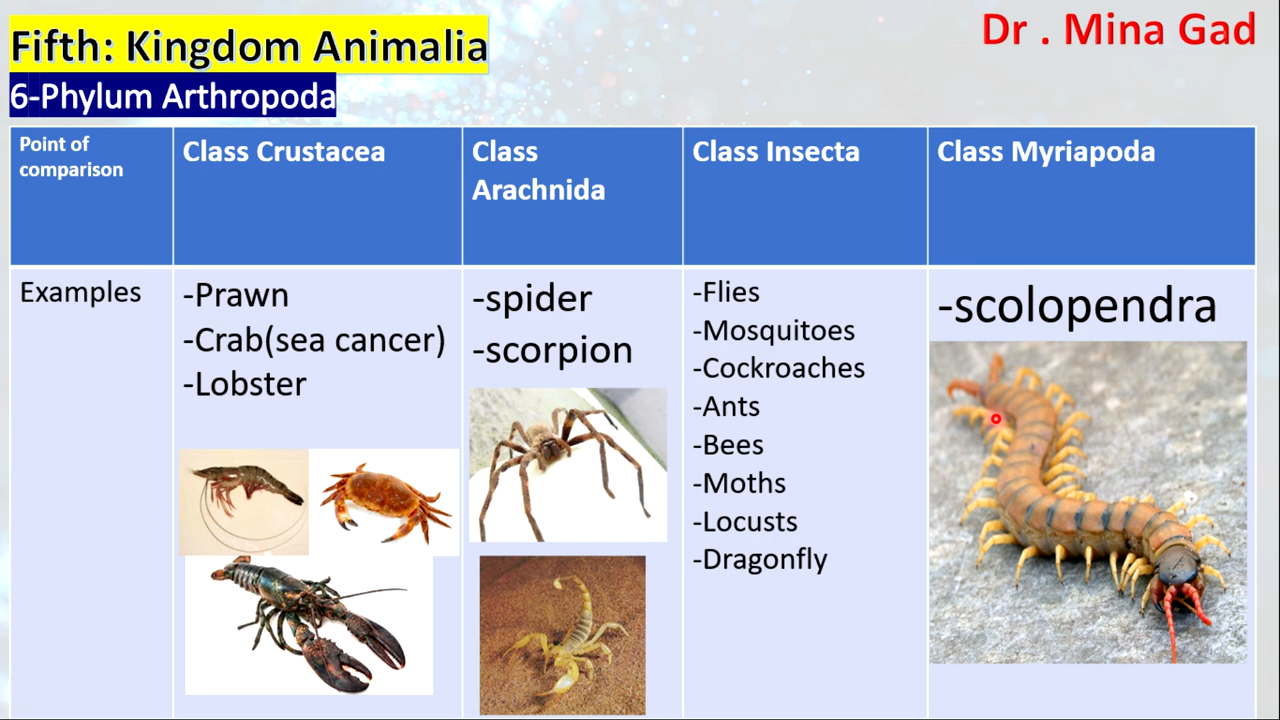 Fifth: Kingdom Animalia
Dr . Mina Gad
6-Phylum Arthropoda
Point of
comparison
Class Crustacea
Class
Arachnida
Class Insecta
Class Myriapoda
Examples
-Prawn
-Crab(sea cancer)
-Lobster
-spider
-scorpion
-Flies
-Mosquitoes
-Cockroaches
-Ants
-Bees
-Moths
-Locusts
-Dragonfly
-scolopendra